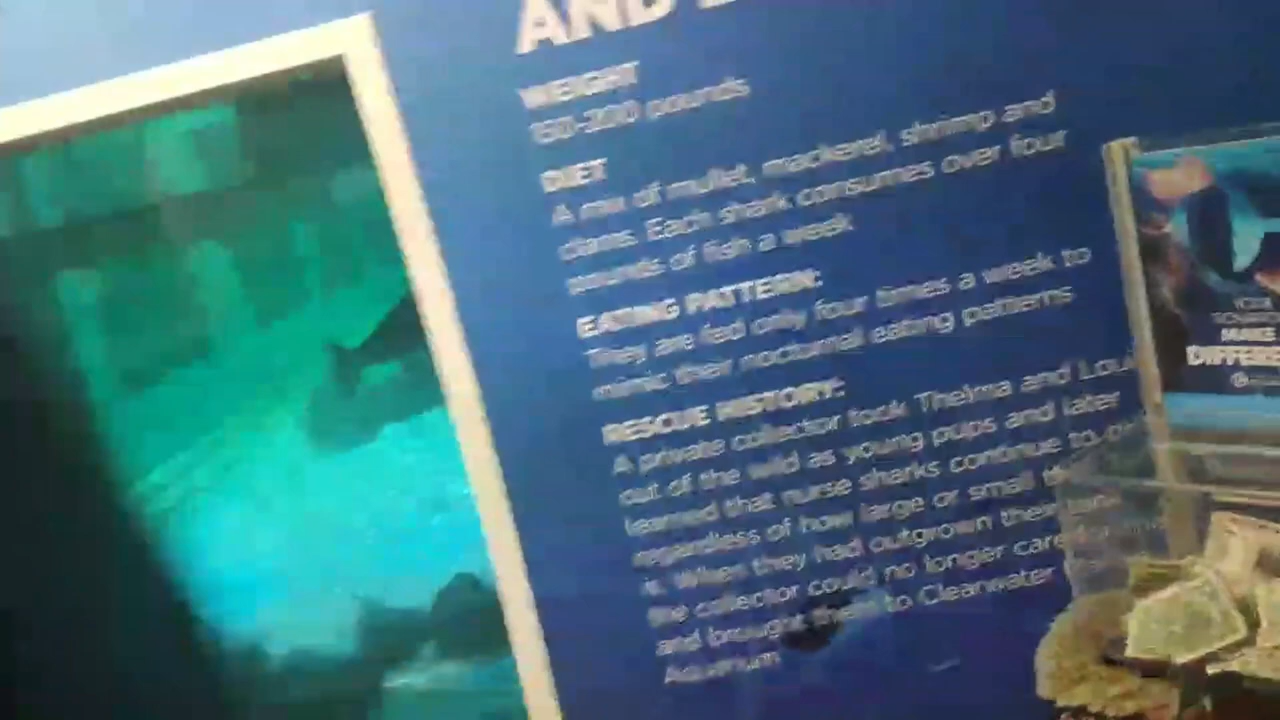 AND
WEIGHT
150-200 pounds
DIET
A mix of mullet, mackerel, shrimp and
clams. Each shark consumes over four
pounds of fish a week
EATING PATTERN:
They are fed only four times a week to
mimic their nocturnal eating patterns
RESCUE HISTORY:
A private collector took Thelma and Lou
out of the wild as young pups and later
learned that nurse sharks continue to
regardless of how large or small
it. When they had outgrown their
the collector could no longer care
and brought them to Clearwater
Aquarium
MAKE
DIFFERE